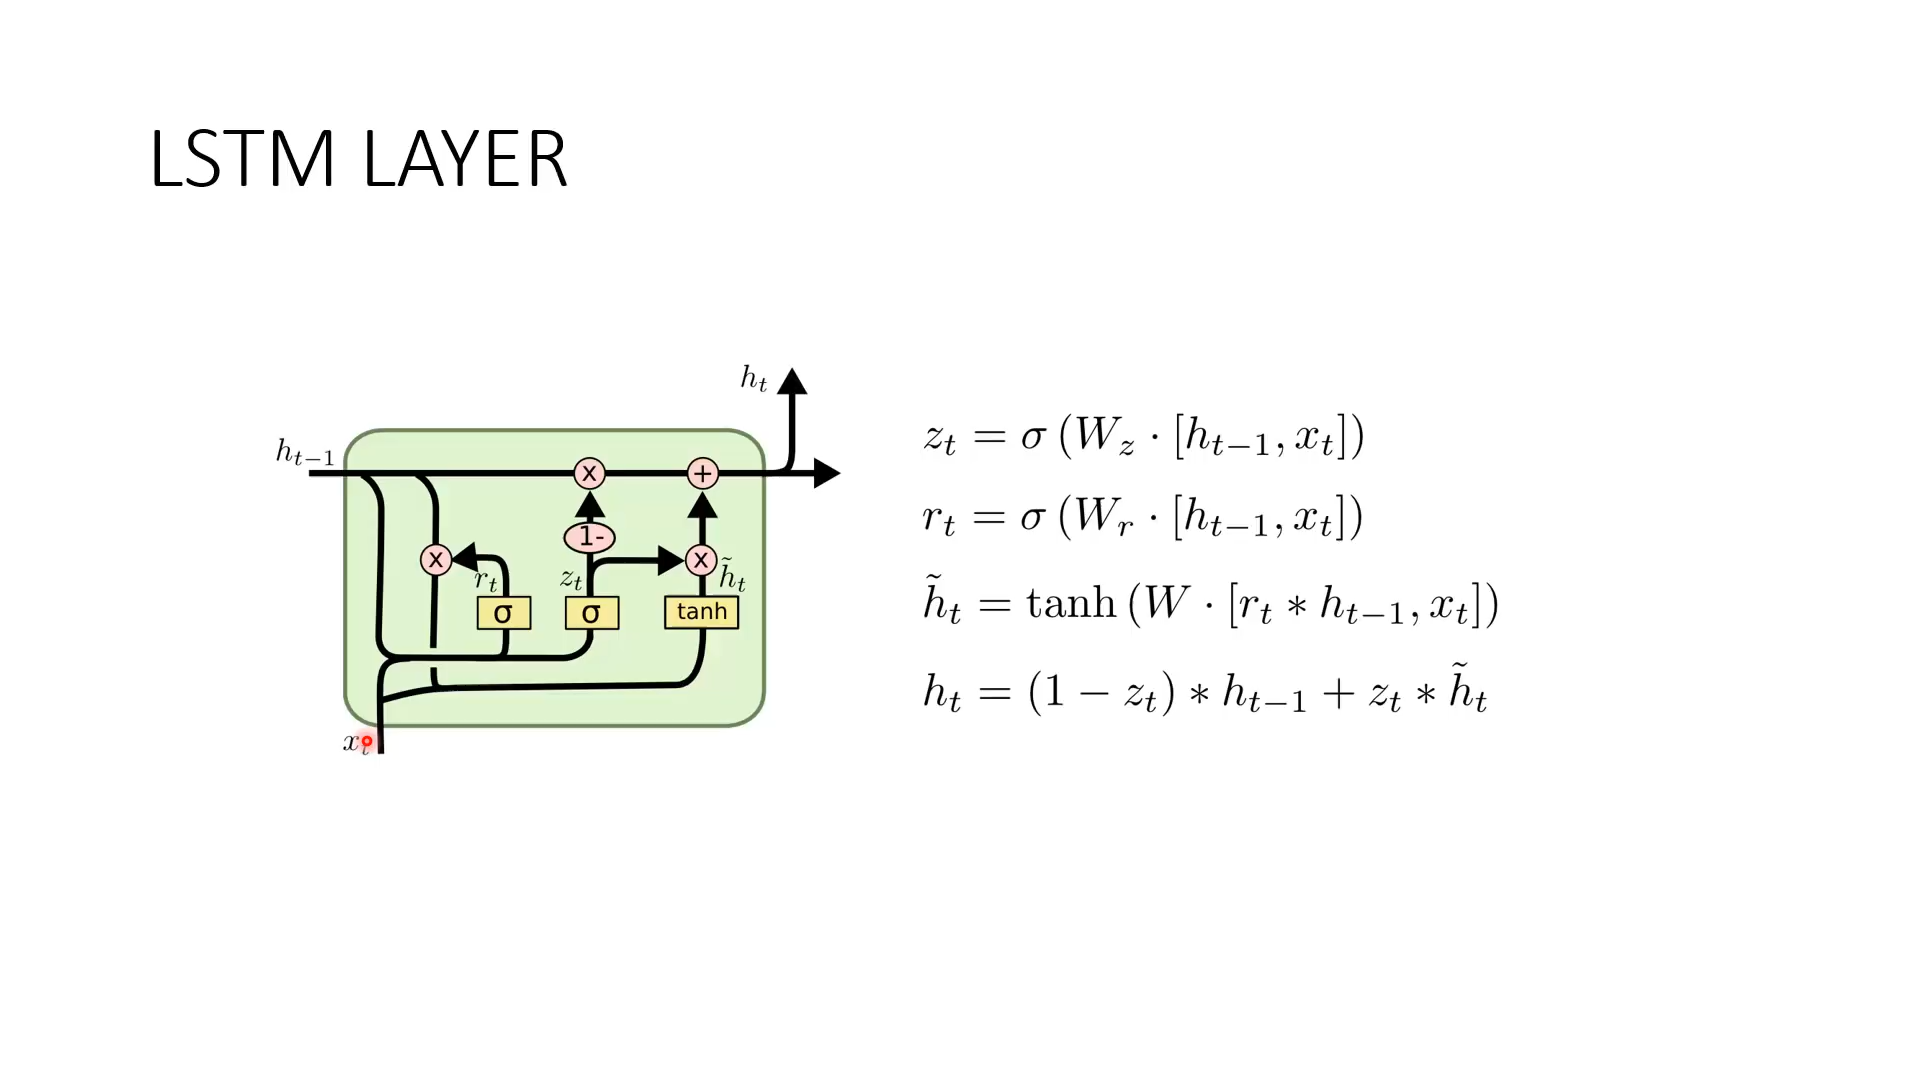 LSTM LAYER
h_t
h_{t-1}
x
+
1-
x
r_t
z_t
x
h̃_t
σ
σ
tanh
x_t
z_t = σ (W_z · [h_{t-1}, x_t])
r_t = σ (W_r · [h_{t-1}, x_t])
h̃_t = tanh (W · [r_t * h_{t-1}, x_t])
h_t = (1 − z_t) * h_{t-1} + z_t * h̃_t